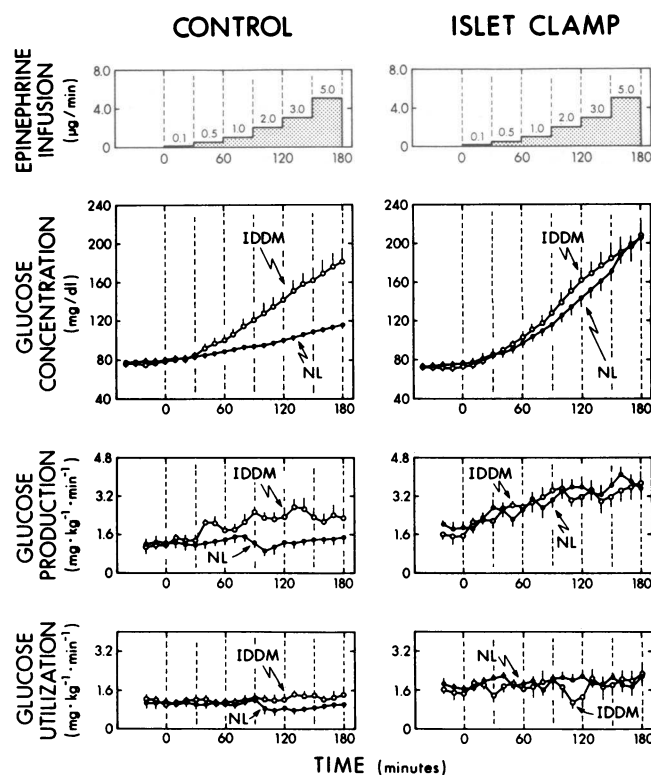 CONTROL
ISLET CLAMP
EPINEPHRINE
INFUSION
(µg/min)
8.0
4.0
0
0.1
0.5
1.0
2.0
3.0
5.0
0
60
120
180
8.0
4.0
0
0.1
0.5
1.0
2.0
3.0
5.0
0
60
120
180
GLUCOSE
CONCENTRATION
(mg/dl)
240
200
160
120
80
40
IDDM
NL
0
60
120
180
240
200
160
120
80
40
IDDM
NL
0
60
120
180
GLUCOSE
PRODUCTION
(mg·kg⁻¹·min⁻¹)
4.8
3.2
1.6
0
IDDM
NL
0
60
120
180
4.8
3.2
1.6
0
IDDM
NL
0
60
120
180
GLUCOSE
UTILIZATION
(mg·kg⁻¹·min⁻¹)
3.2
1.6
0
IDDM
NL
0
60
120
180
3.2
1.6
0
NL
IDDM
0
60
120
180
TIME (minutes)